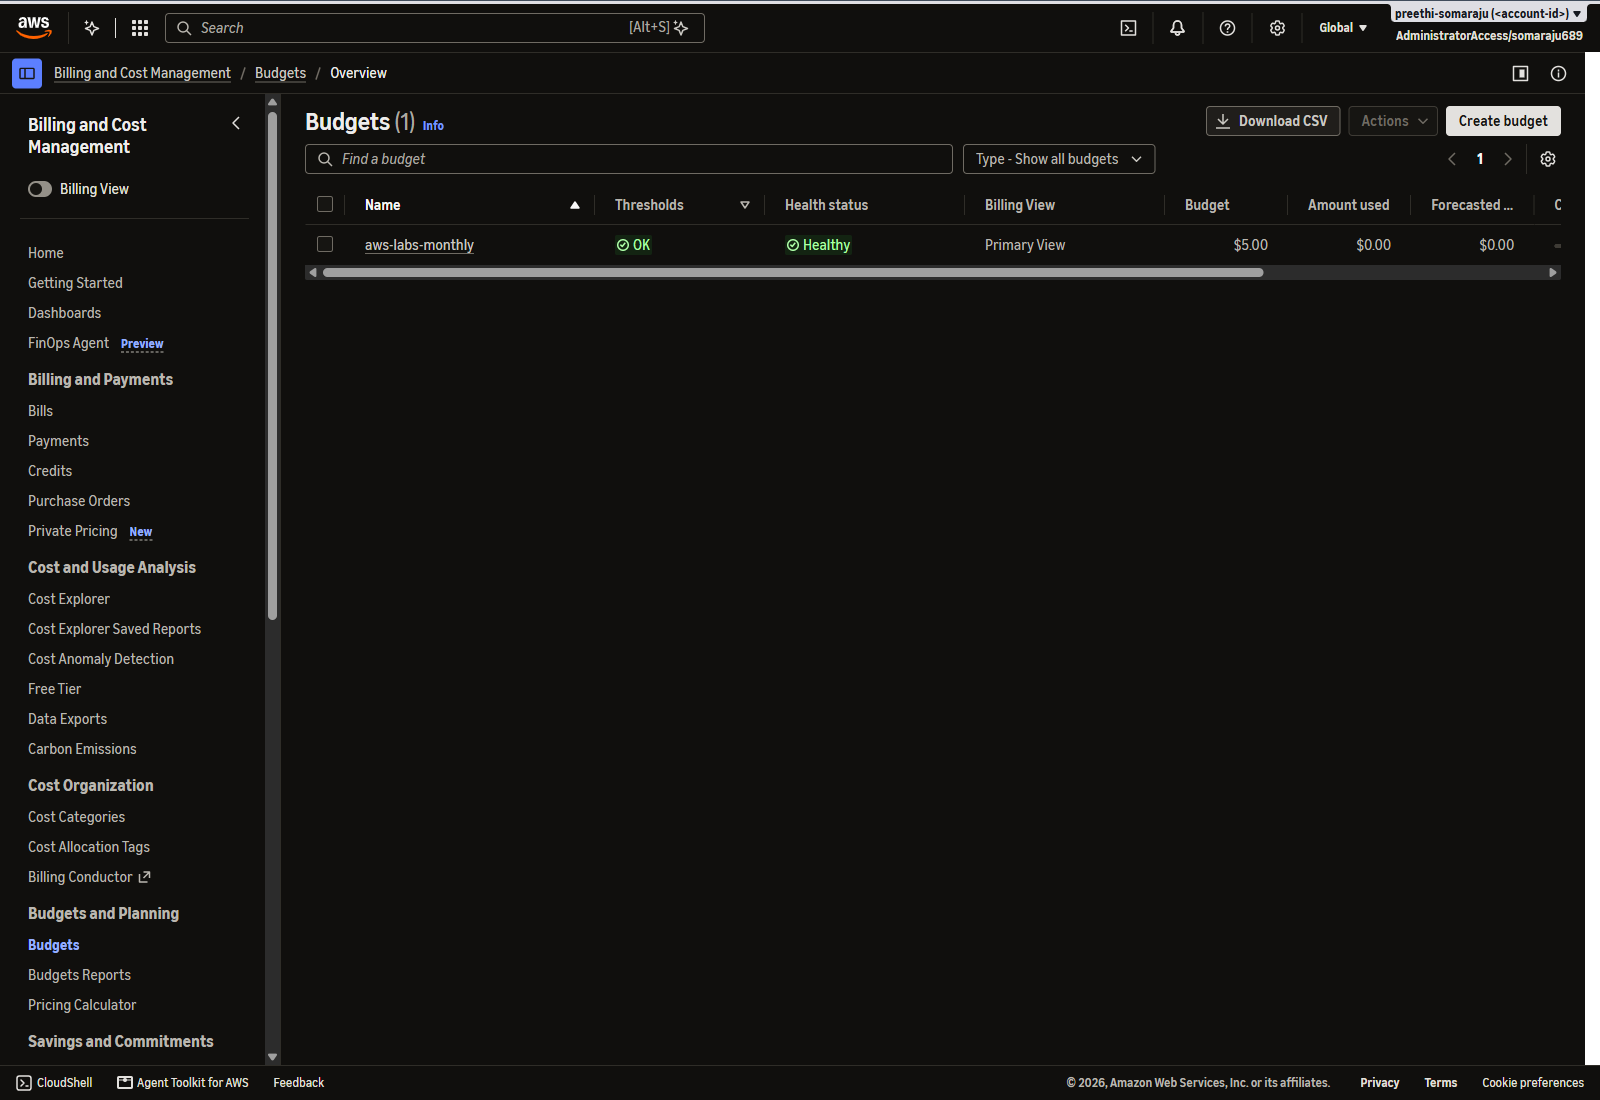 aws
Search [Alt+S]
Global
preethi-somaraju (<account-id>)
AdministratorAccess/somaraju689
Billing and Cost Management / Budgets / Overview
Billing and Cost
Management
Billing View
Home
Getting Started
Dashboards
FinOps Agent Preview
Billing and Payments
Bills
Payments
Credits
Purchase Orders
Private Pricing New
Cost and Usage Analysis
Cost Explorer
Cost Explorer Saved Reports
Cost Anomaly Detection
Free Tier
Data Exports
Carbon Emissions
Cost Organization
Cost Categories
Cost Allocation Tags
Billing Conductor
Budgets and Planning
Budgets
Budgets Reports
Pricing Calculator
Savings and Commitments
Budgets (1) Info
Download CSV
Actions
Create budget
Find a budget
Type - Show all budgets
1
Name Thresholds Health status Billing View Budget Amount used Forecasted ... C
aws-labs-monthly OK Healthy Primary View $5.00 $0.00 $0.00 -
CloudShell Agent Toolkit for AWS Feedback
© 2026, Amazon Web Services, Inc. or its affiliates. Privacy Terms Cookie preferences